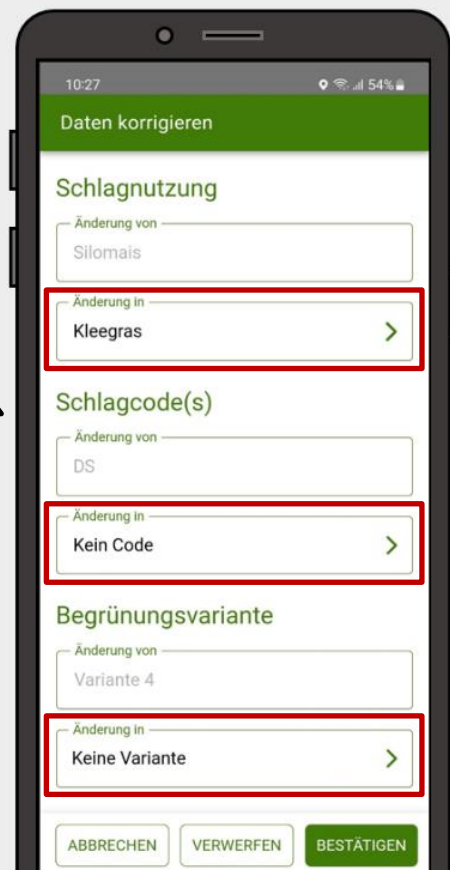 10:27 54%
Daten korrigieren
Schlagnutzung
Änderung von
Silomais
Änderung in
Kleegras
Schlagcode(s)
Änderung von
DS
Änderung in
Kein Code
Begrünungsvariante
Änderung von
Variante 4
Änderung in
Keine Variante
ABBRECHEN VERWERFEN BESTÄTIGEN